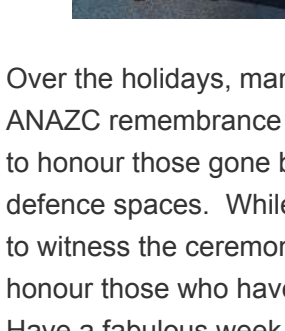 Over the holidays, mar
ANAZC remembrance
to honour those gone b
defence spaces. While
to witness the ceremor
honour those who have
Have a fabulous week